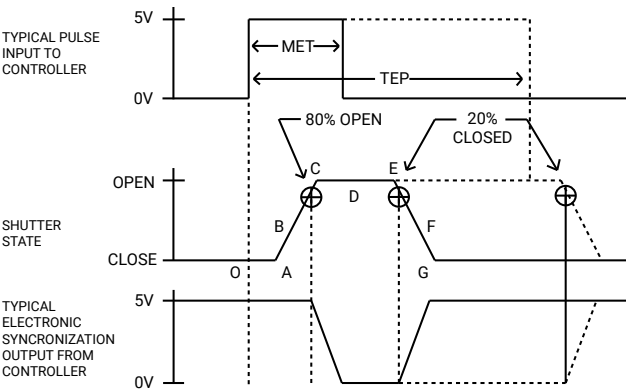 5V
TYPICAL PULSE
INPUT TO
CONTROLLER
MET
TEP
0V
80% OPEN
20%
CLOSED
C
E
OPEN
D
SHUTTER
STATE
B
F
CLOSE
O
A
G
TYPICAL
ELECTRONIC
SYNCRONIZATION
OUTPUT FROM
CONTROLLER
5V
0V